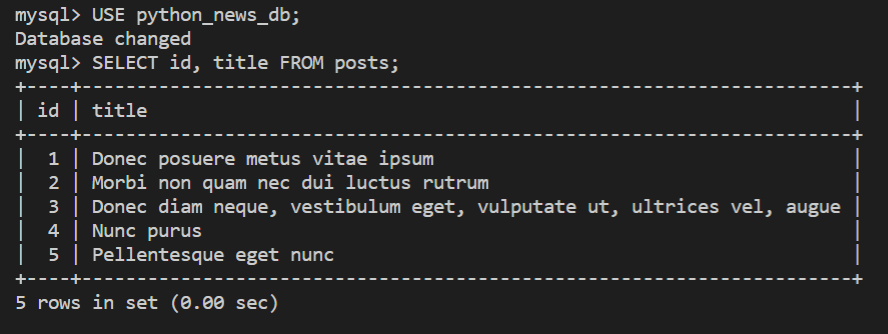 mysql> USE python_news_db;
Database changed
mysql> SELECT id, title FROM posts;
+----+----------------------------------------------------------------------+
| id | title                                                                |
+----+----------------------------------------------------------------------+
|  1 | Donec posuere metus vitae ipsum                                      |
|  2 | Morbi non quam nec dui luctus rutrum                                 |
|  3 | Donec diam neque, vestibulum eget, vulputate ut, ultrices vel, augue |
|  4 | Nunc purus                                                           |
|  5 | Pellentesque eget nunc                                               |
+----+----------------------------------------------------------------------+
5 rows in set (0.00 sec)